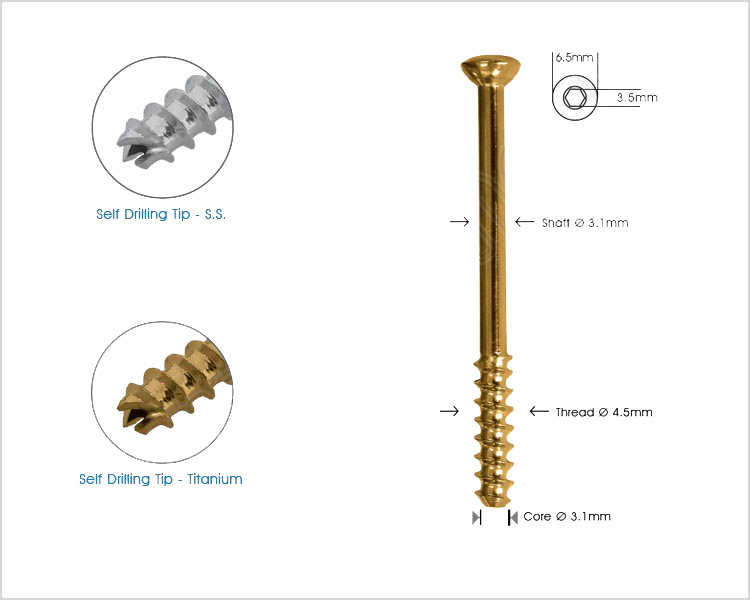 6.5mm
3.5mm
Self Drilling Tip - S.S.
Shaft Ø 3.1mm
Thread Ø 4.5mm
Self Drilling Tip - Titanium
Core Ø 3.1mm